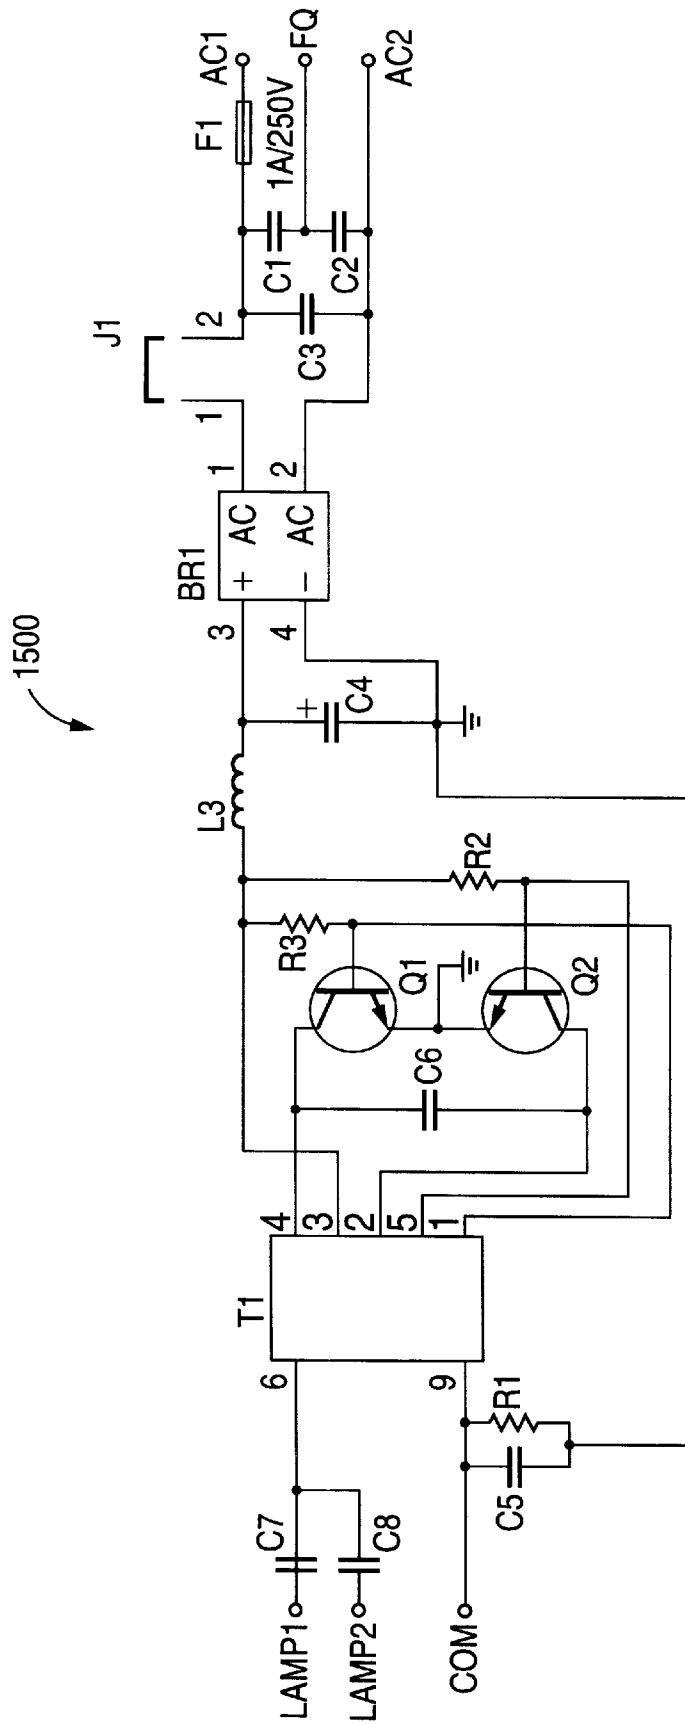 1500
LAMP1
LAMP2
COM
C7
C8
C5
R1
6
9
T1
4
3
2
5
1
C6
Q1
Q2
R3
R2
L3
+
C4
3
4
BR1
+ AC
− AC
1
2
J1
1
2
C3
C1
C2
F1
1A/250V
AC1
FQ
AC2